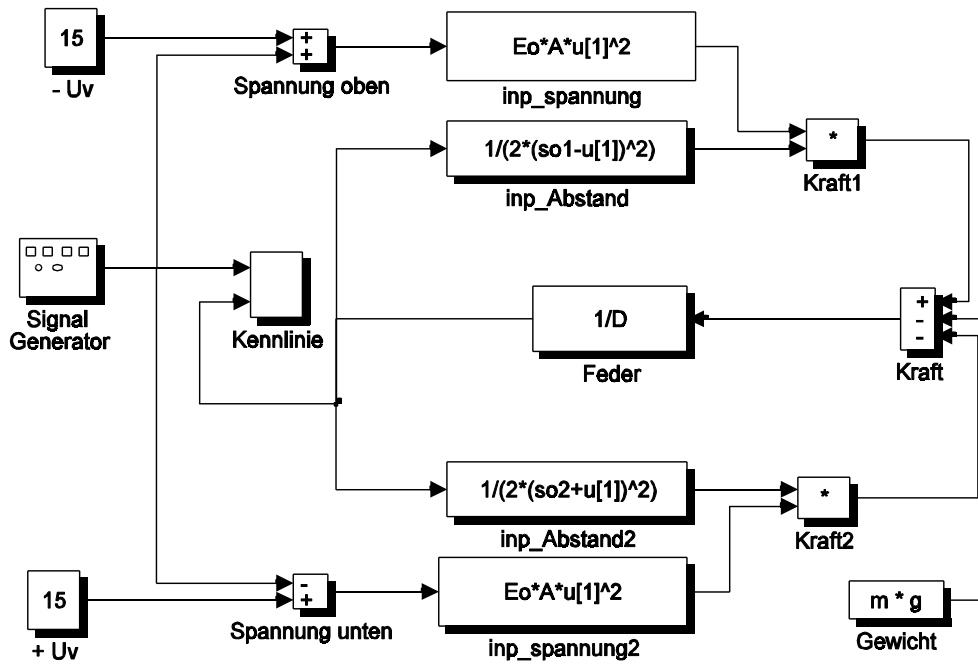 15
- Uv
+
+
Spannung oben
Eo*A*u[1]^2
inp_spannung
1/(2*(so1-u[1])^2)
inp_Abstand
*
Kraft1
Signal
Generator
Kennlinie
1/D
Feder
+
-
-
Kraft
1/(2*(so2+u[1])^2)
inp_Abstand2
*
Kraft2
15
+ Uv
-
+
Spannung unten
Eo*A*u[1]^2
inp_spannung2
m * g
Gewicht